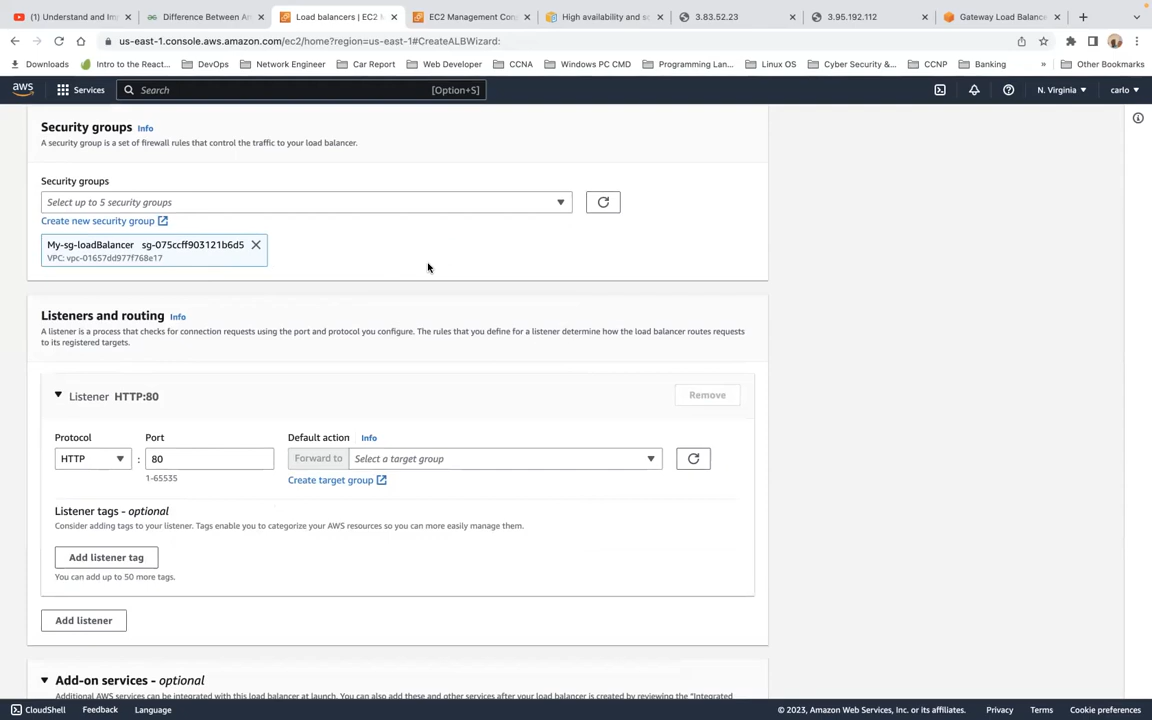 (1) Understand and Im
Difference Between Ar
Load balancers | EC2 M
EC2 Management Con
High availability and sc
3.83.52.23
3.95.192.112
Gateway Load Balance
us-east-1.console.aws.amazon.com/ec2/home?region=us-east-1#CreateALBWizard:
Downloads
Intro to the React...
DevOps
Network Engineer
Car Report
Web Developer
CCNA
Windows PC CMD
Programming Lan...
Linux OS
Cyber Security &...
CCNP
Banking
»
Other Bookmarks
aws
Services
Search
[Option+S]
N. Virginia
carlo
Security groups Info
A security group is a set of firewall rules that control the traffic to your load balancer.
Security groups
Select up to 5 security groups
Create new security group
My-sg-loadBalancer sg-075ccff903121b6d5
VPC: vpc-01657dd977f768e17
Listeners and routing Info
A listener is a process that checks for connection requests using the port and protocol you configure. The rules that you define for a listener determine how the load balancer routes requests
to its registered targets.
Listener HTTP:80
Remove
Protocol
Port
Default action Info
HTTP
:
80
Forward to
Select a target group
1-65535
Create target group
Listener tags - optional
Consider adding tags to your listener. Tags enable you to categorize your AWS resources so you can more easily manage them.
Add listener tag
You can add up to 50 more tags.
Add listener
Add-on services - optional
Additional AWS services can be integrated with this load balancer at launch. You can also add these and other services after your load balancer is created by reviewing the "Integrated
CloudShell
Feedback
Language
© 2023, Amazon Web Services, Inc. or its affiliates.
Privacy
Terms
Cookie preferences